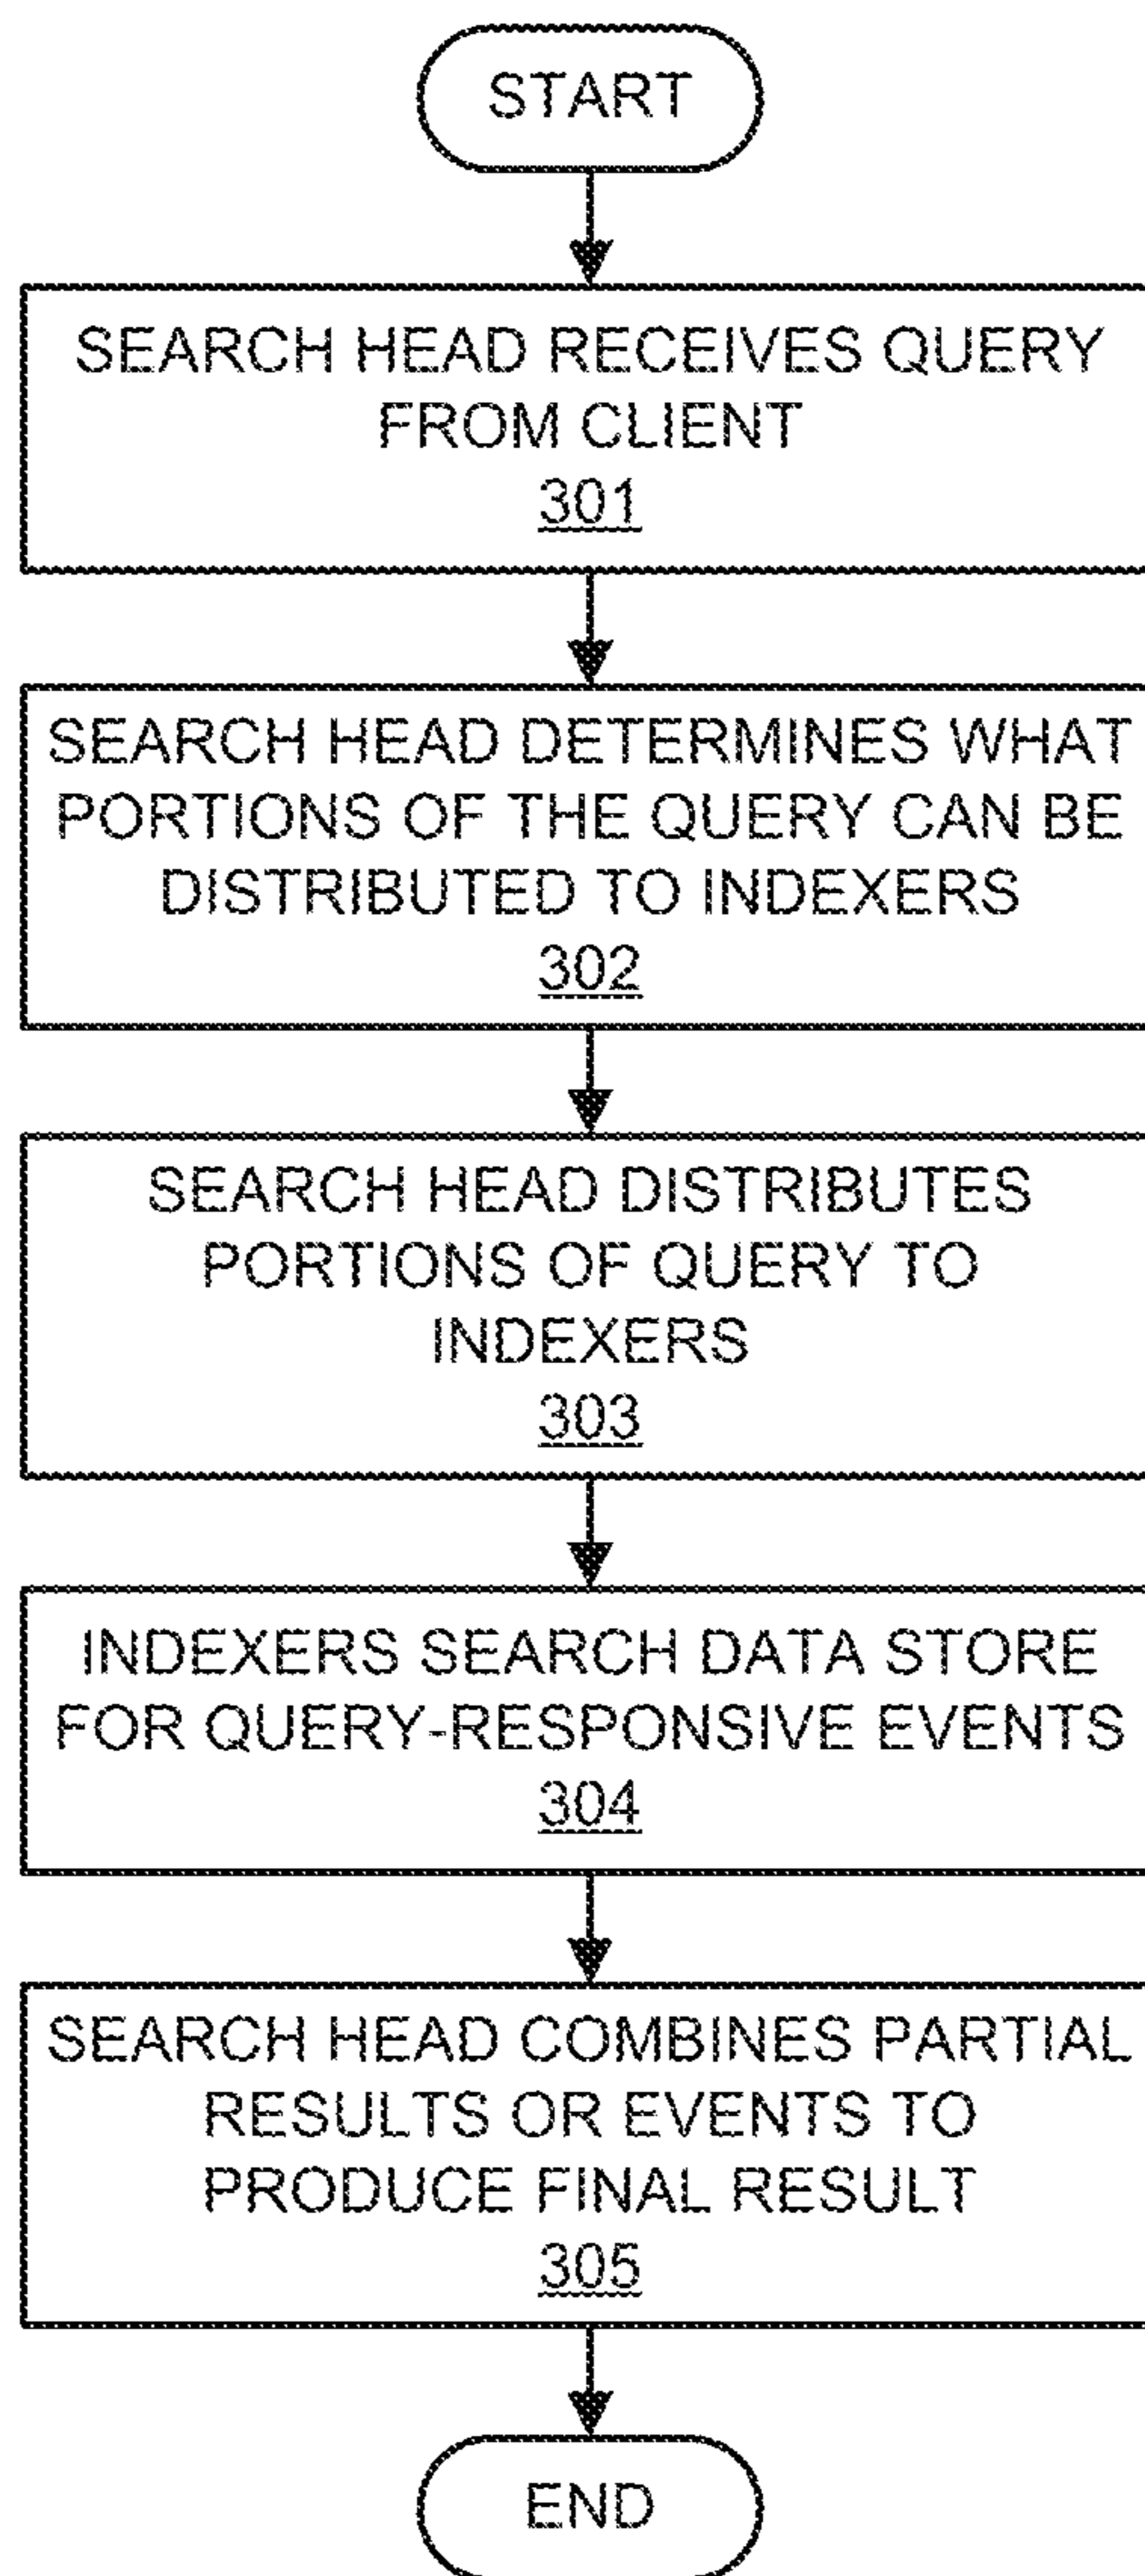 START
SEARCH HEAD RECEIVES QUERY
FROM CLIENT
301
SEARCH HEAD DETERMINES WHAT
PORTIONS OF THE QUERY CAN BE
DISTRIBUTED TO INDEXERS
302
SEARCH HEAD DISTRIBUTES
PORTIONS OF QUERY TO
INDEXERS
303
INDEXERS SEARCH DATA STORE
FOR QUERY-RESPONSIVE EVENTS
304
SEARCH HEAD COMBINES PARTIAL
RESULTS OR EVENTS TO
PRODUCE FINAL RESULT
305
END